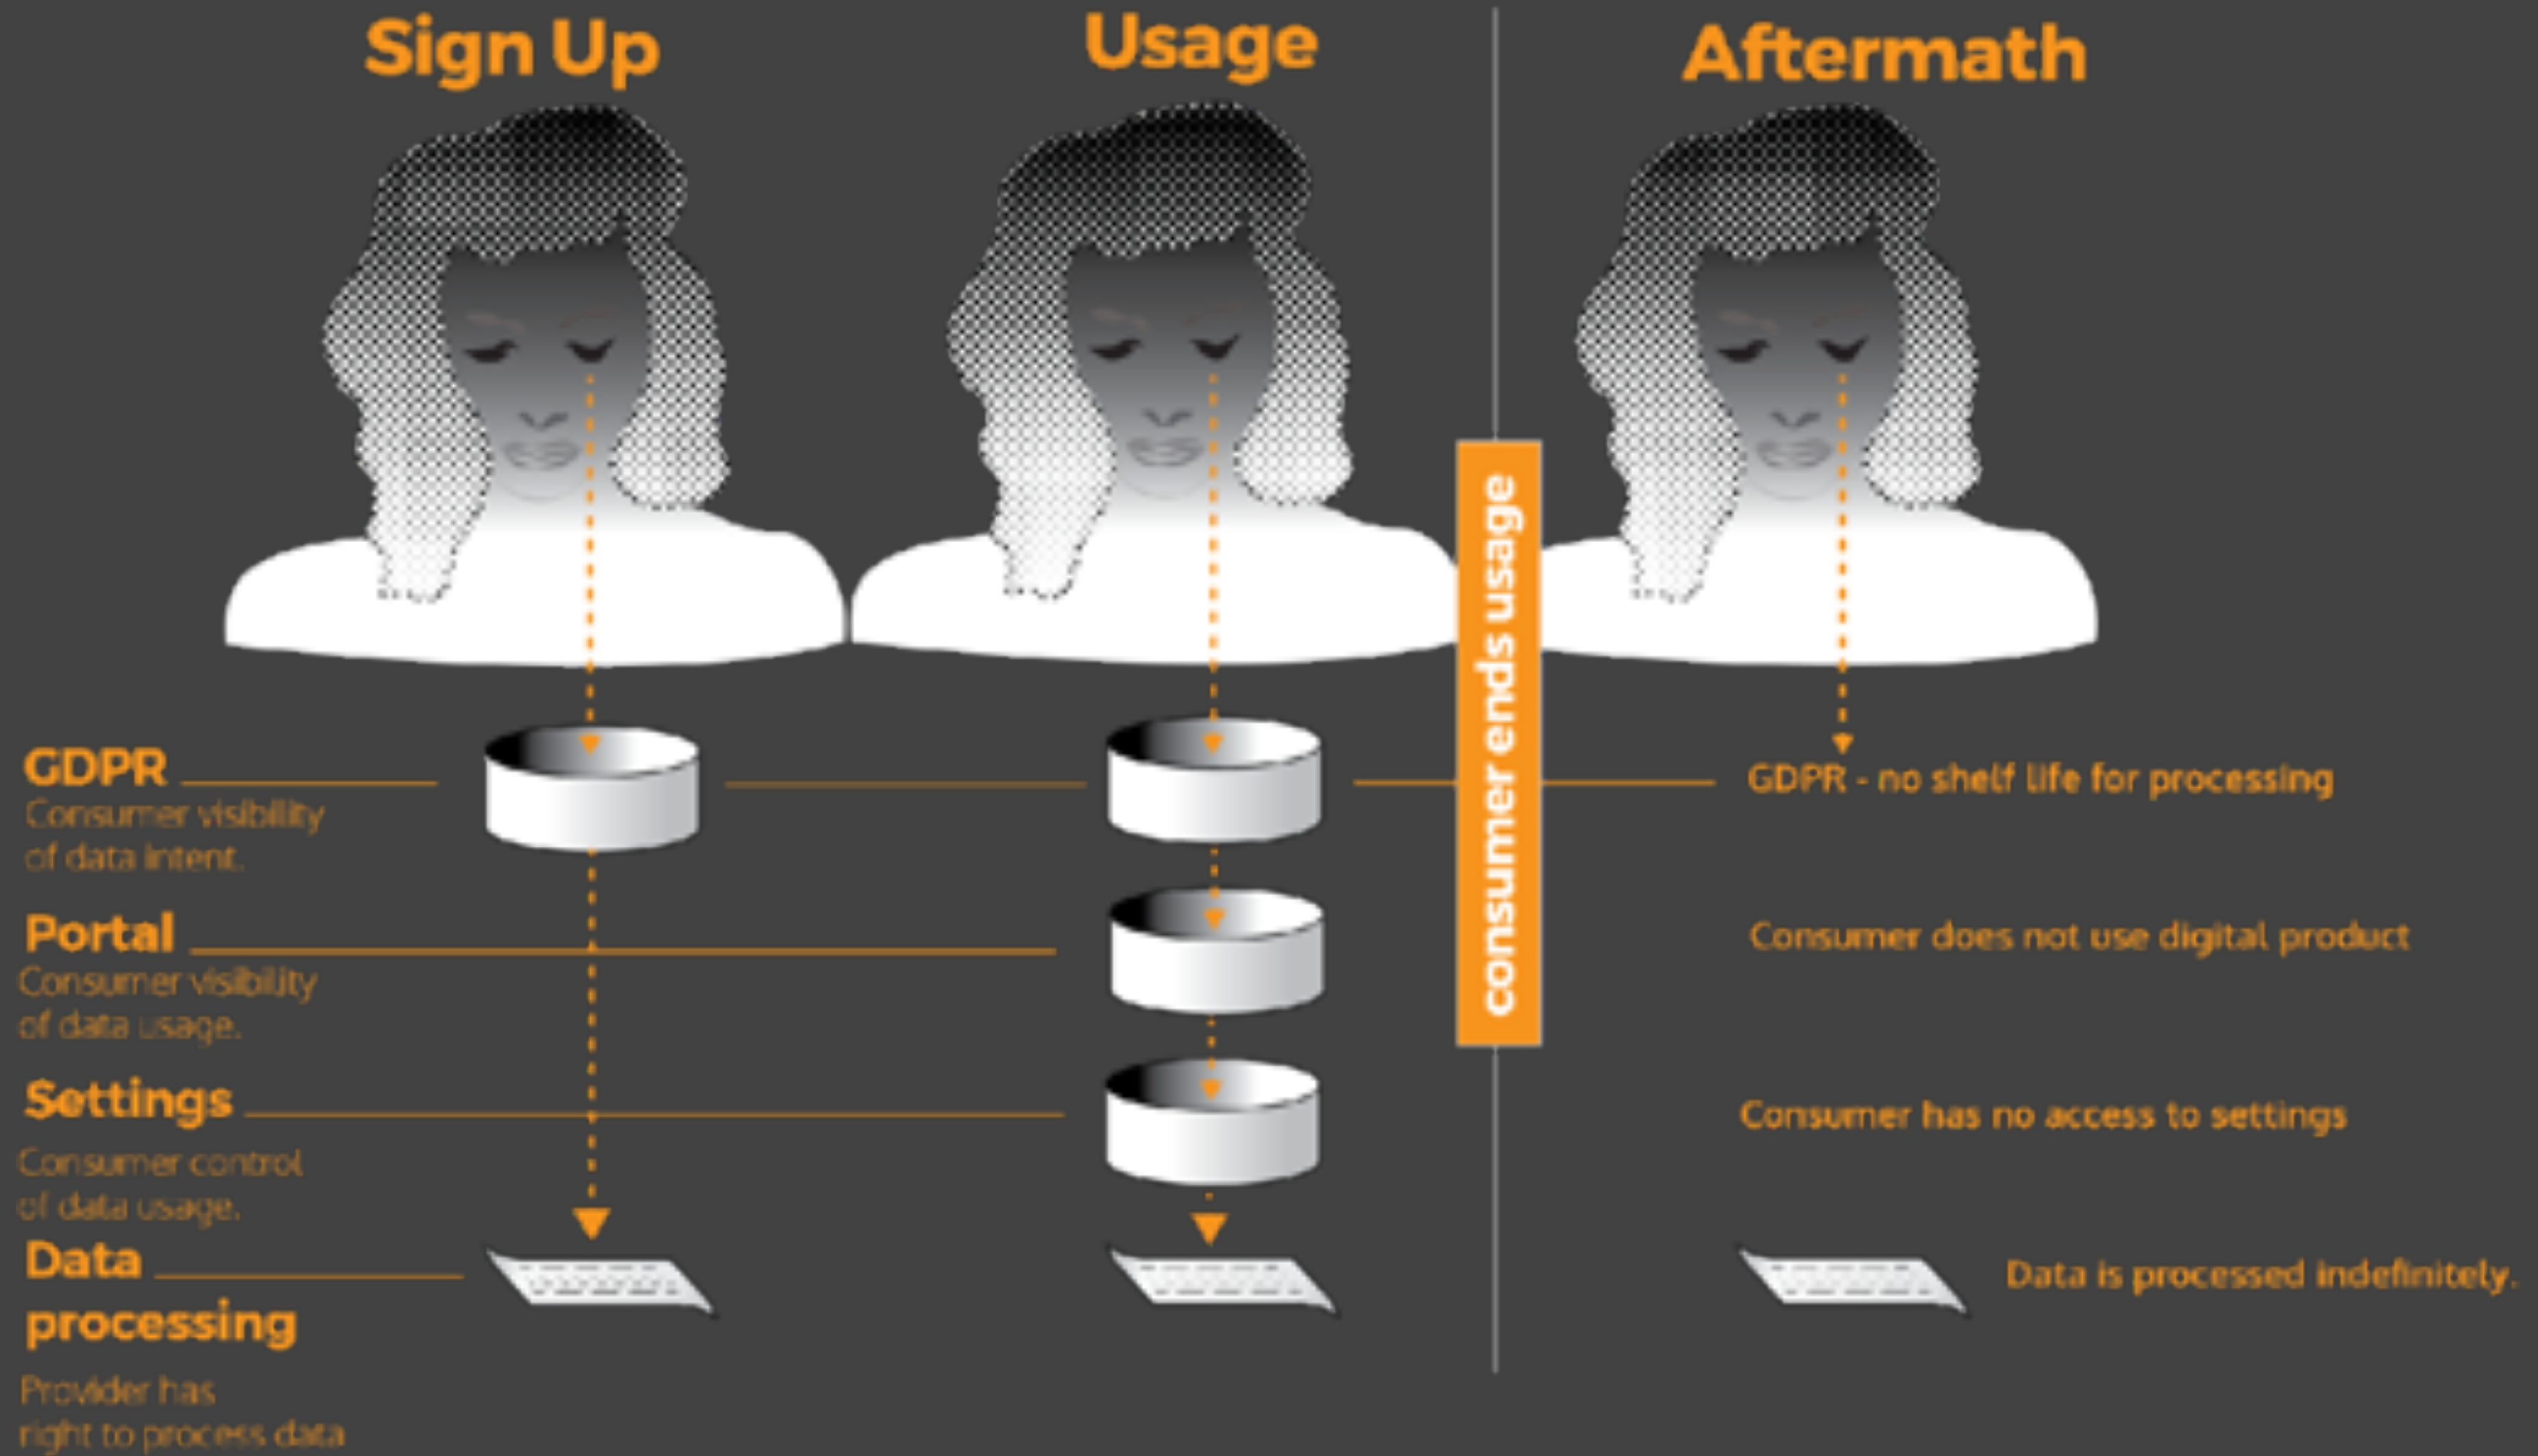 Sign Up
Usage
Aftermath
consumer ends usage
GDPR
Consumer visibility
of data intent.
GDPR - no shelf life for processing
Portal
Consumer visibility
of data usage.
Consumer does not use digital product
Settings
Consumer control
of data usage.
Consumer has no access to settings
Data
processing
Provider has
right to process data
Data is processed indefinitely.